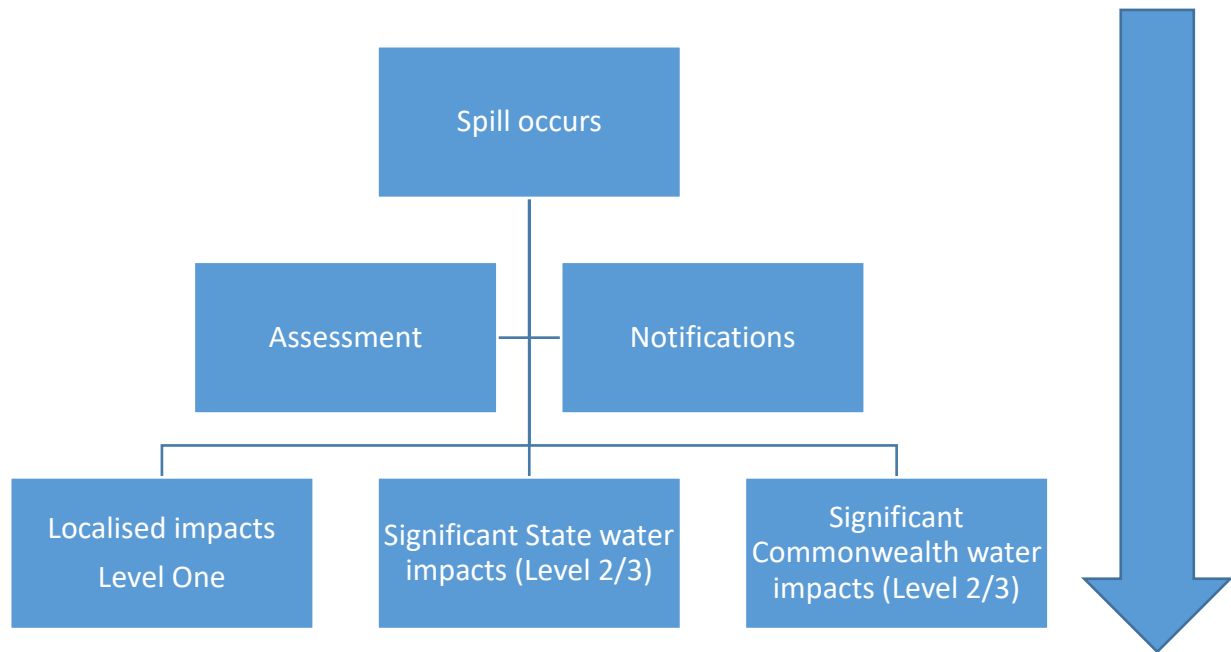 Spill occurs
Assessment
Notifications
Localised impacts
Level One
Significant State water
impacts (Level 2/3)
Significant
Commonwealth water
impacts (Level 2/3)